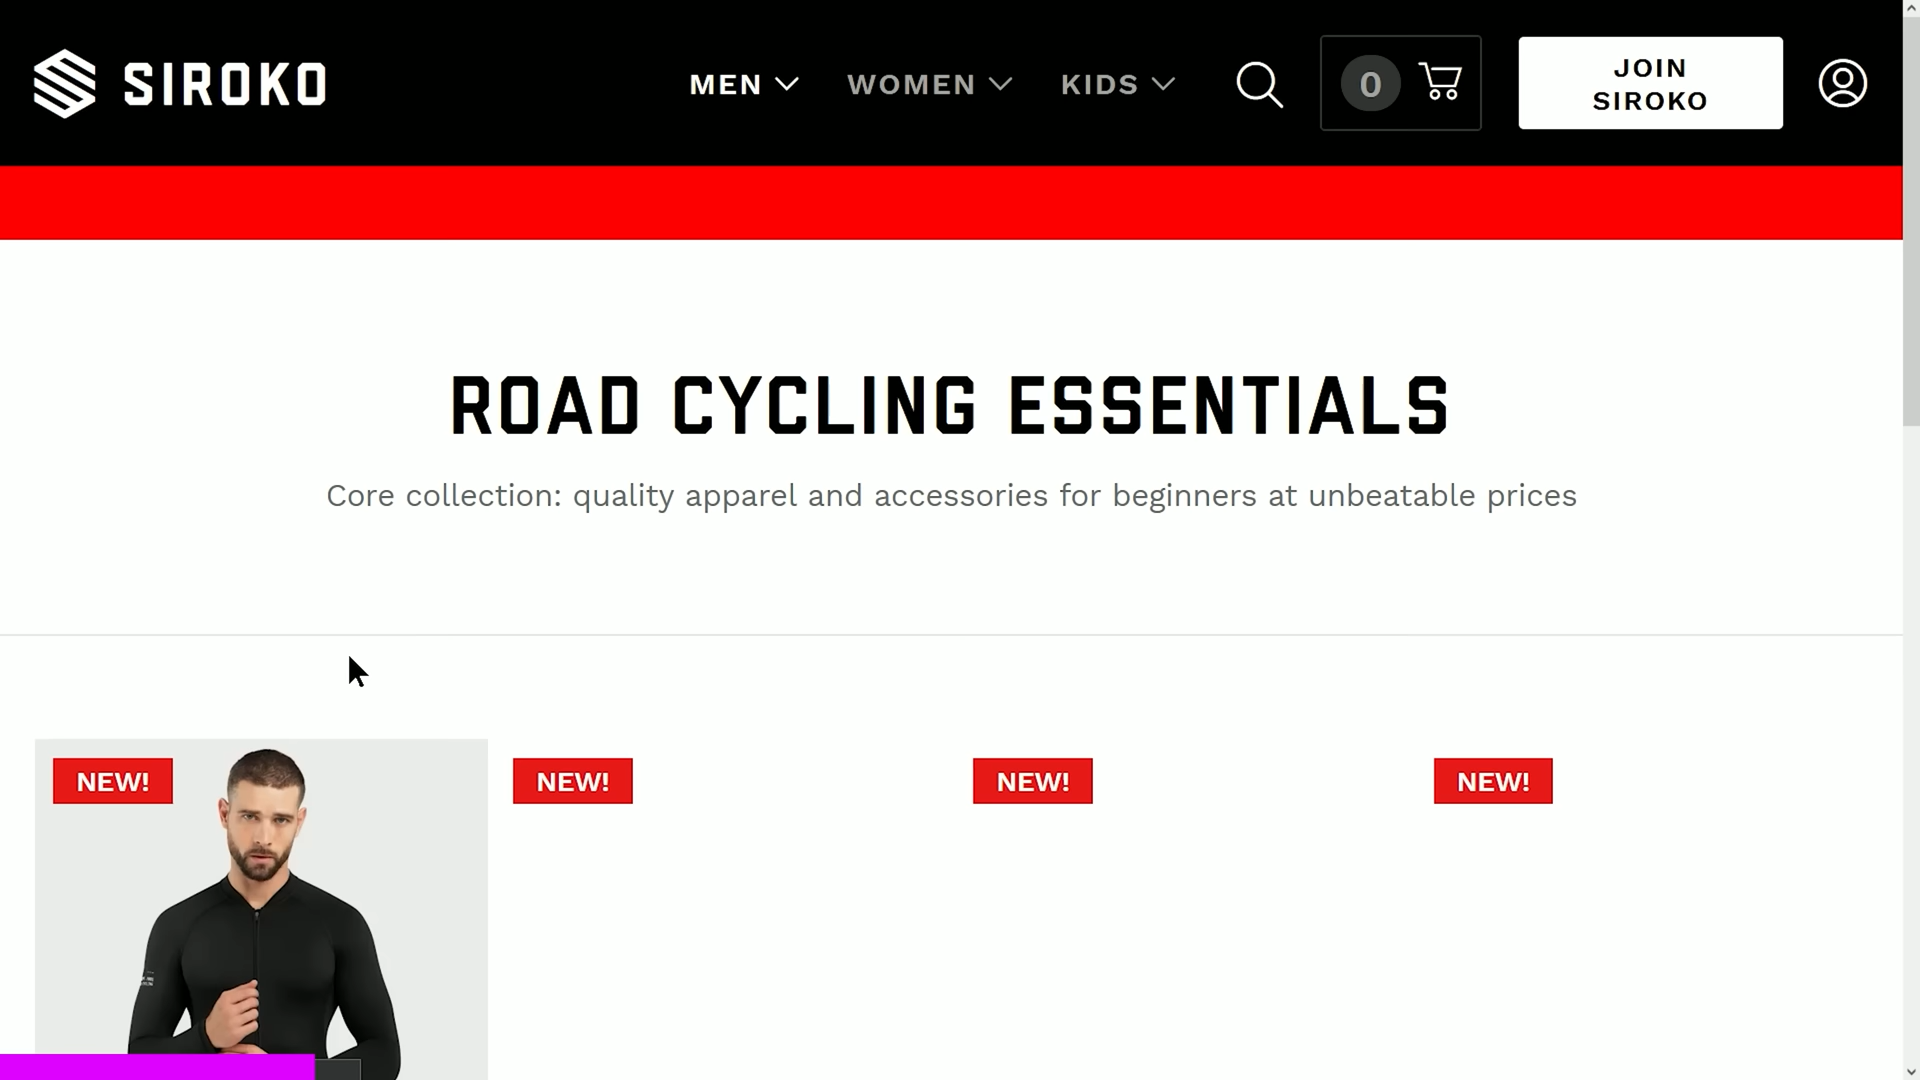 SIROKO
MEN
WOMEN
KIDS
0
JOIN
SIROKO
ROAD CYCLING ESSENTIALS
Core collection: quality apparel and accessories for beginners at unbeatable prices
NEW!
NEW!
NEW!
NEW!